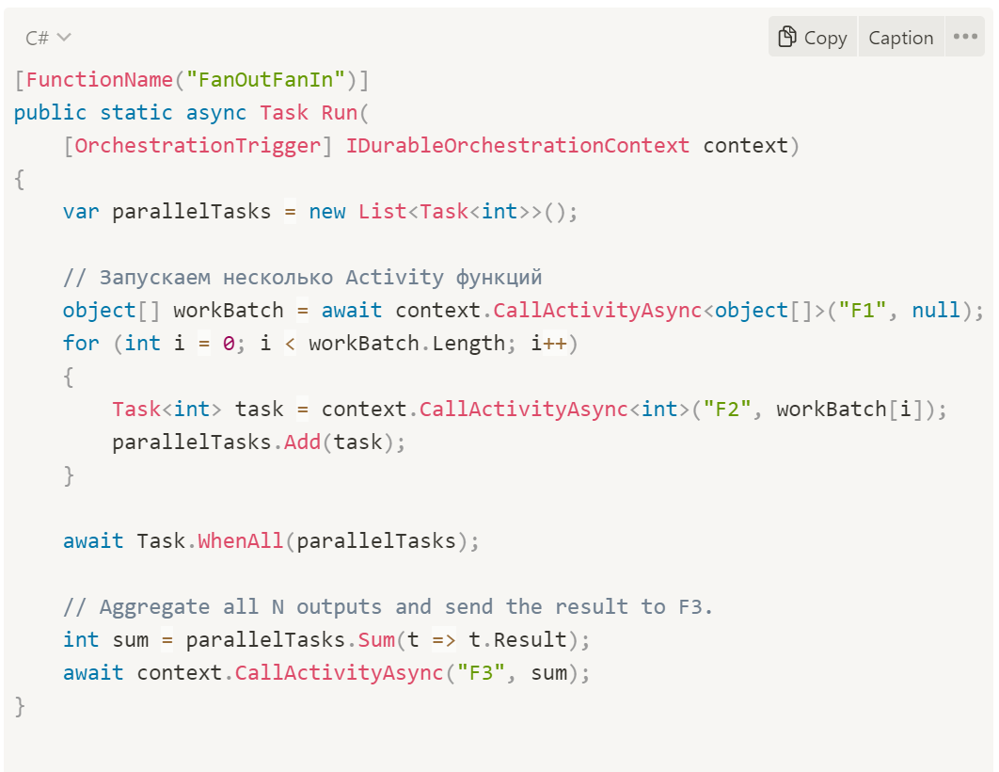 C#
Copy Caption
[FunctionName("FanOutFanIn")]
public static async Task Run(
    [OrchestrationTrigger] IDurableOrchestrationContext context)
{
    var parallelTasks = new List<Task<int>>();
    // Запускаем несколько Activity функций
    object[] workBatch = await context.CallActivityAsync<object[]>("F1", null);
    for (int i = 0; i < workBatch.Length; i++)
    {
        Task<int> task = context.CallActivityAsync<int>("F2", workBatch[i]);
        parallelTasks.Add(task);
    }
    await Task.WhenAll(parallelTasks);
    // Aggregate all N outputs and send the result to F3.
    int sum = parallelTasks.Sum(t => t.Result);
    await context.CallActivityAsync("F3", sum);
}